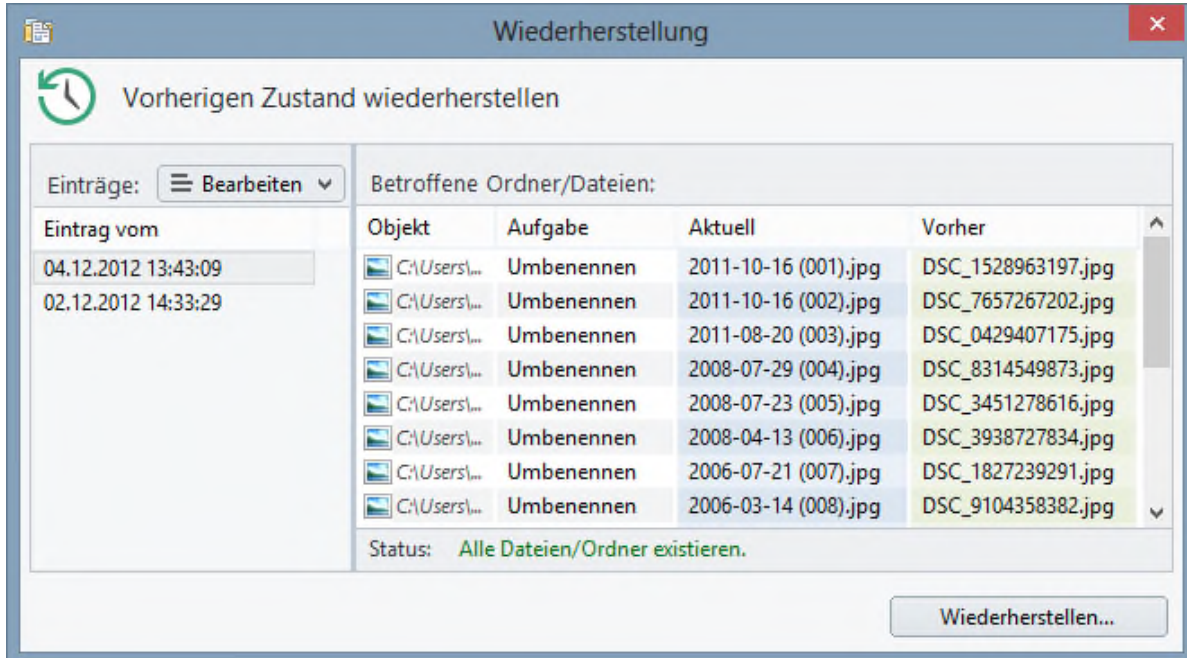 Wiederherstellung
Vorherigen Zustand wiederherstellen
Einträge: Bearbeiten
Eintrag vom
04.12.2012 13:43:09
02.12.2012 14:33:29
Betroffene Ordner/Dateien:
Objekt Aufgabe Aktuell Vorher
C:\Users\... Umbenennen 2011-10-16 (001).jpg DSC_1528963197.jpg
C:\Users\... Umbenennen 2011-10-16 (002).jpg DSC_7657267202.jpg
C:\Users\... Umbenennen 2011-08-20 (003).jpg DSC_0429407175.jpg
C:\Users\... Umbenennen 2008-07-29 (004).jpg DSC_8314549873.jpg
C:\Users\... Umbenennen 2008-07-23 (005).jpg DSC_3451278616.jpg
C:\Users\... Umbenennen 2008-04-13 (006).jpg DSC_3938727834.jpg
C:\Users\... Umbenennen 2006-07-21 (007).jpg DSC_1827239291.jpg
C:\Users\... Umbenennen 2006-03-14 (008).jpg DSC_9104358382.jpg
Status: Alle Dateien/Ordner existieren.
Wiederherstellen...